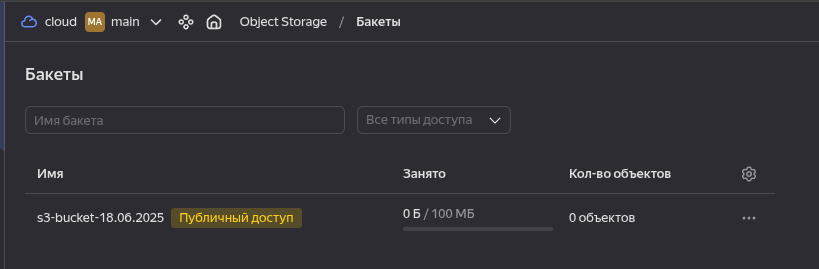 cloud MA main Object Storage / Бакеты
Бакеты
Имя бакета Все типы доступа
Имя Занято Кол-во объектов
s3-bucket-18.06.2025 Публичный доступ 0 Б / 100 МБ 0 объектов